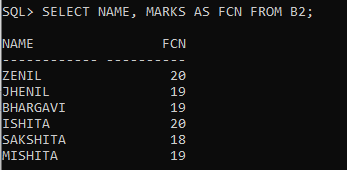 SQL> SELECT NAME, MARKS AS FCN FROM B2;
NAME FCN
------------ ----------
ZENIL 20
JHENIL 19
BHARGAVI 19
ISHITA 20
SAKSHITA 18
MISHITA 19